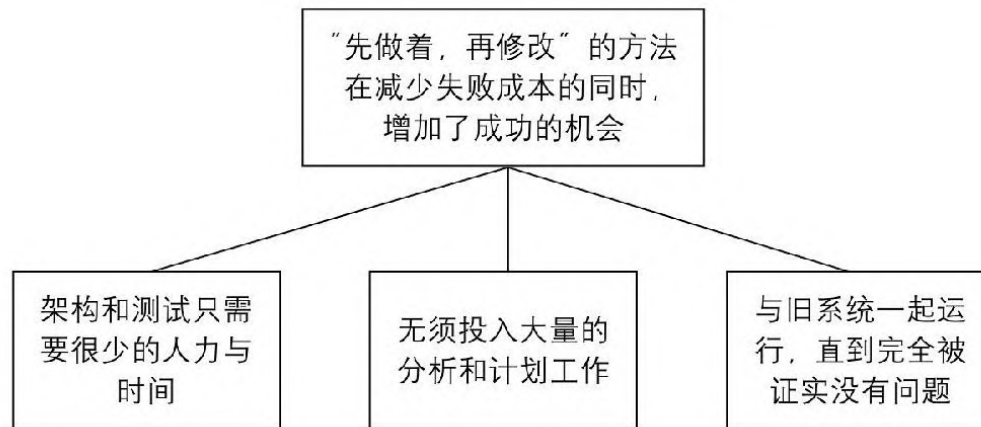 “先做着，再修改”的方法
在减少失败成本的同时，
增加了成功的机会
架构和测试只需
要很少的人力与
时间
无须投入大量的
分析和计划工作
与旧系统一起运
行，直到完全被
证实没有问题